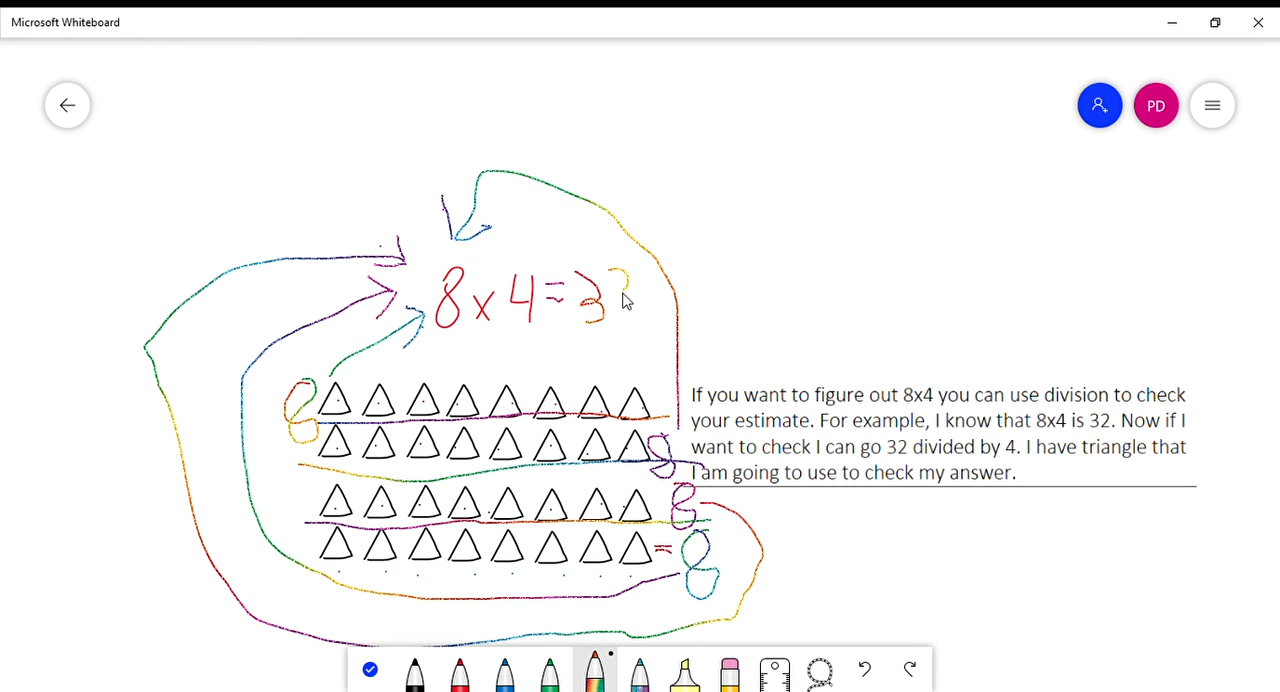 Microsoft Whiteboard
PD
8x4=3
8
8
8
=8
If you want to figure out 8x4 you can use division to check
your estimate. For example, I know that 8x4 is 32. Now if I
want to check I can go 32 divided by 4. I have triangle that
I am going to use to check my answer.